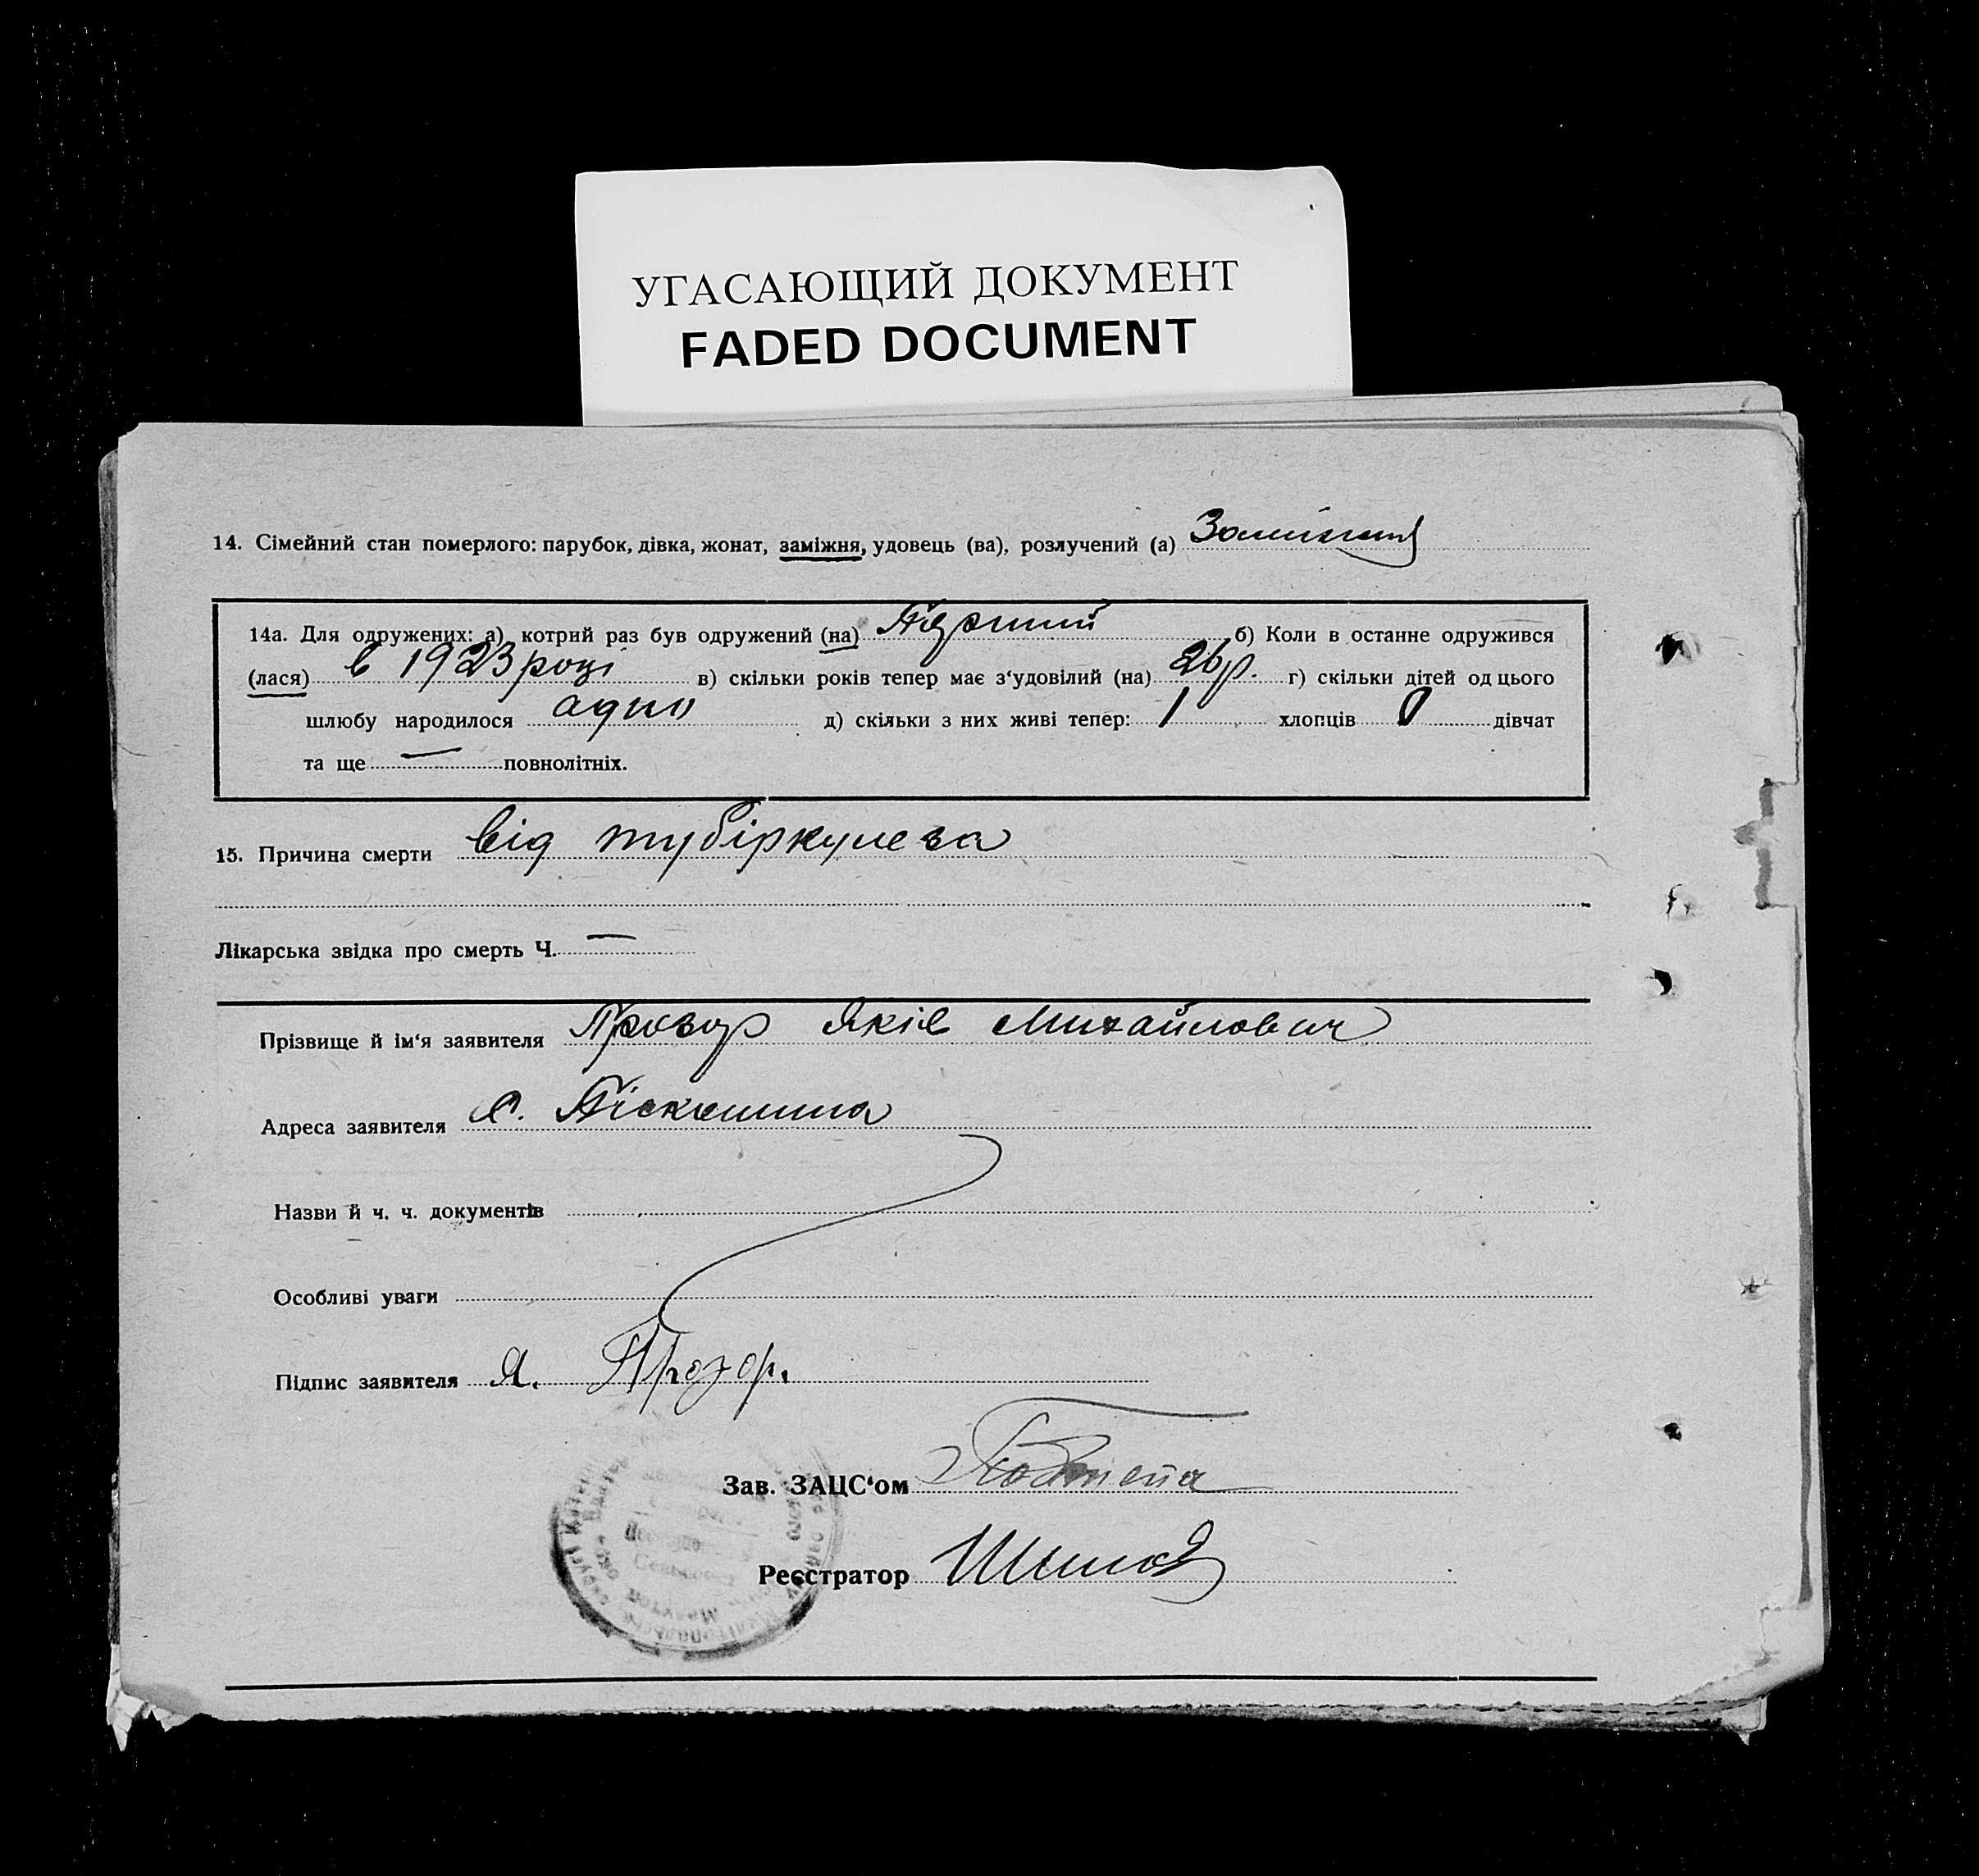 УГАСАЮЩИЙ ДОКУМЕНТ
FADED DOCUMENT
14. Сімейний стан померлого: парубок, дівка, жонат, заміжня, удовець (ва), розлучений (а) Заміжня
14а. Для одружених: а) котрий раз був одружений (на) Перший б) Коли в останне одружився
(лася) в 1923 році в) скільки років тепер має з‘удовілий (на) 26 р. г) скільки дітей од цього
шлюбу народилося одно д) скільки з них живі тепер: 1 хлопців 0 дівчат
та ще — повнолітніх.
15. Причина смерти від тубіркулеза
Лікарська звідка про смерть Ч. —
Прізвище й ім‘я заявителя Прозор Яків Михайлович
Адреса заявителя с.
Назви й ч. ч. документів
Особливі уваги
Підпис заявителя Я. Прозор.
Зав. ЗАЦС‘ом
Реєстратор